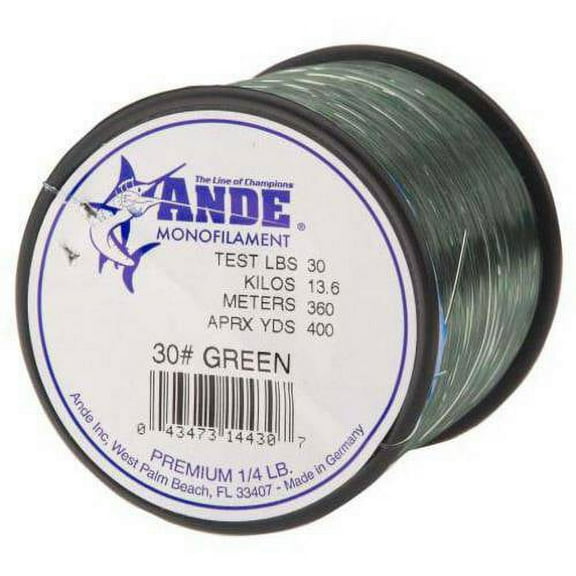 The Line of Champions
ANDE®
MONOFILAMENT
TEST LBS 30
KILOS 13.6
METERS 360
APRX YDS 400
30# GREEN
0 43473 14430 7
PREMIUM 1/4 LB.
Ande Inc, West Palm Beach, FL 33407 - Made in Germany